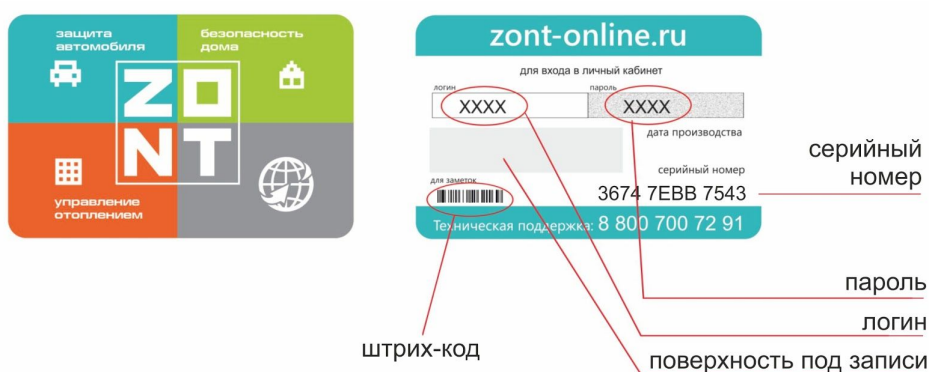 защита
автомобиля
безопасность
дома
ZO
NT
управление
отоплением
zont-online.ru
для входа в личный кабинет
логин
пароль
XXXX
XXXX
дата производства
серийный номер
для заметок
3674 7EBB 7543
Техническая поддержка: 8 800 700 72 91
серийный
номер
пароль
логин
штрих-код
поверхность под записи